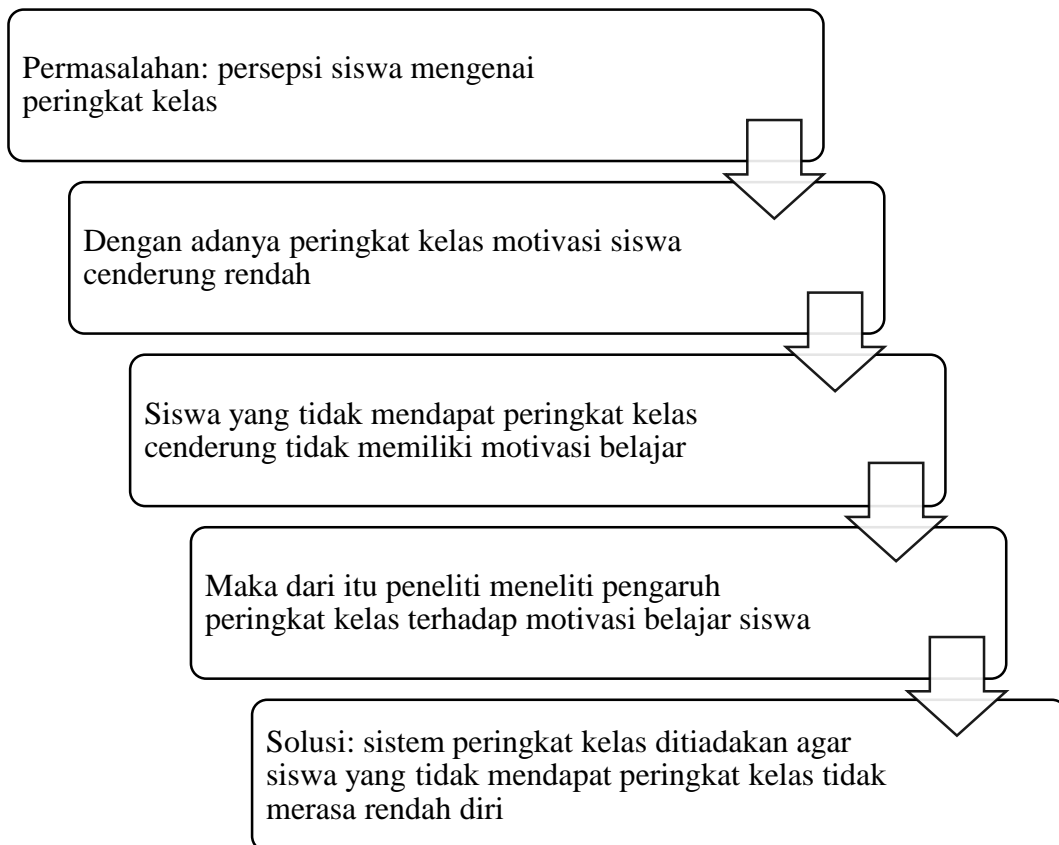 Permasalahan: persepsi siswa mengenai
peringkat kelas
Dengan adanya peringkat kelas motivasi siswa
cenderung rendah
Siswa yang tidak mendapat peringkat kelas
cenderung tidak memiliki motivasi belajar
Maka dari itu peneliti meneliti pengaruh
peringkat kelas terhadap motivasi belajar siswa
Solusi: sistem peringkat kelas ditiadakan agar
siswa yang tidak mendapat peringkat kelas tidak
merasa rendah diri